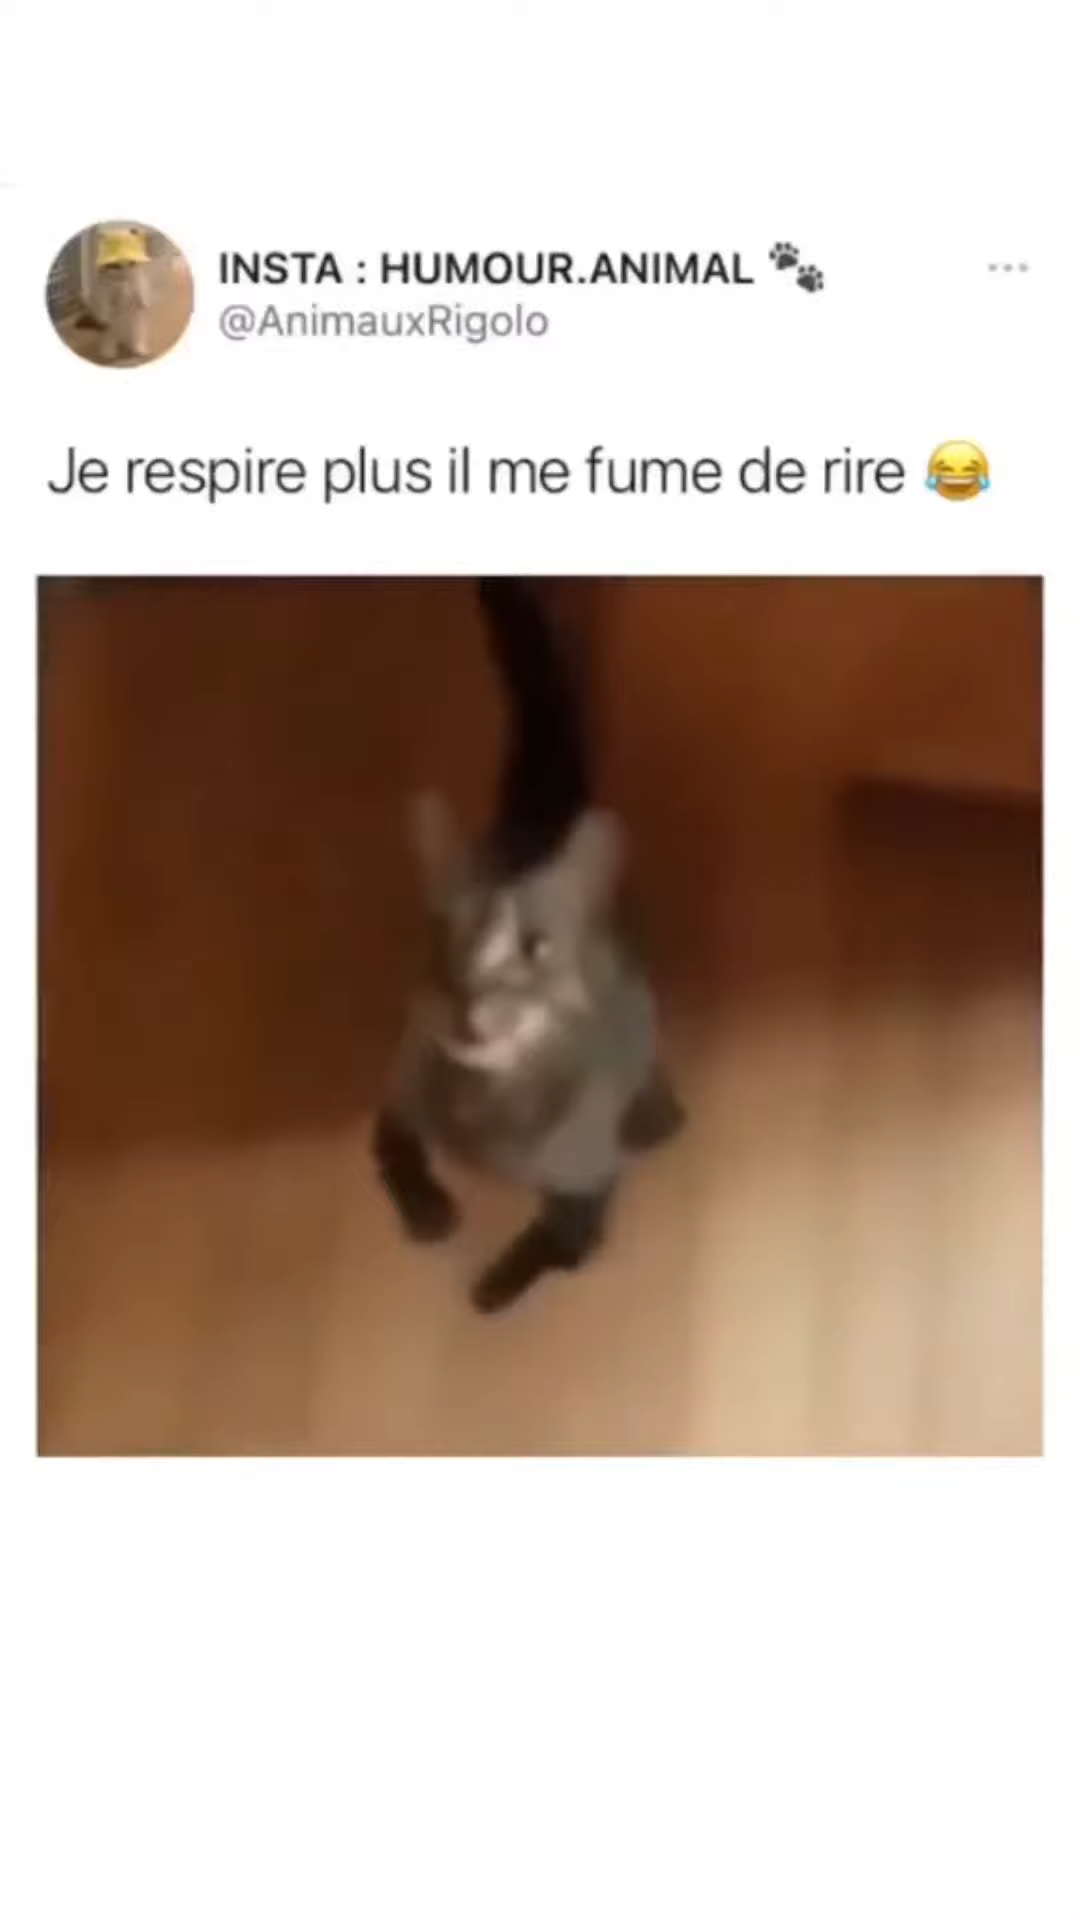 INSTA : HUMOUR.ANIMAL 🐾
@AnimauxRigolo
Je respire plus il me fume de rire 😂